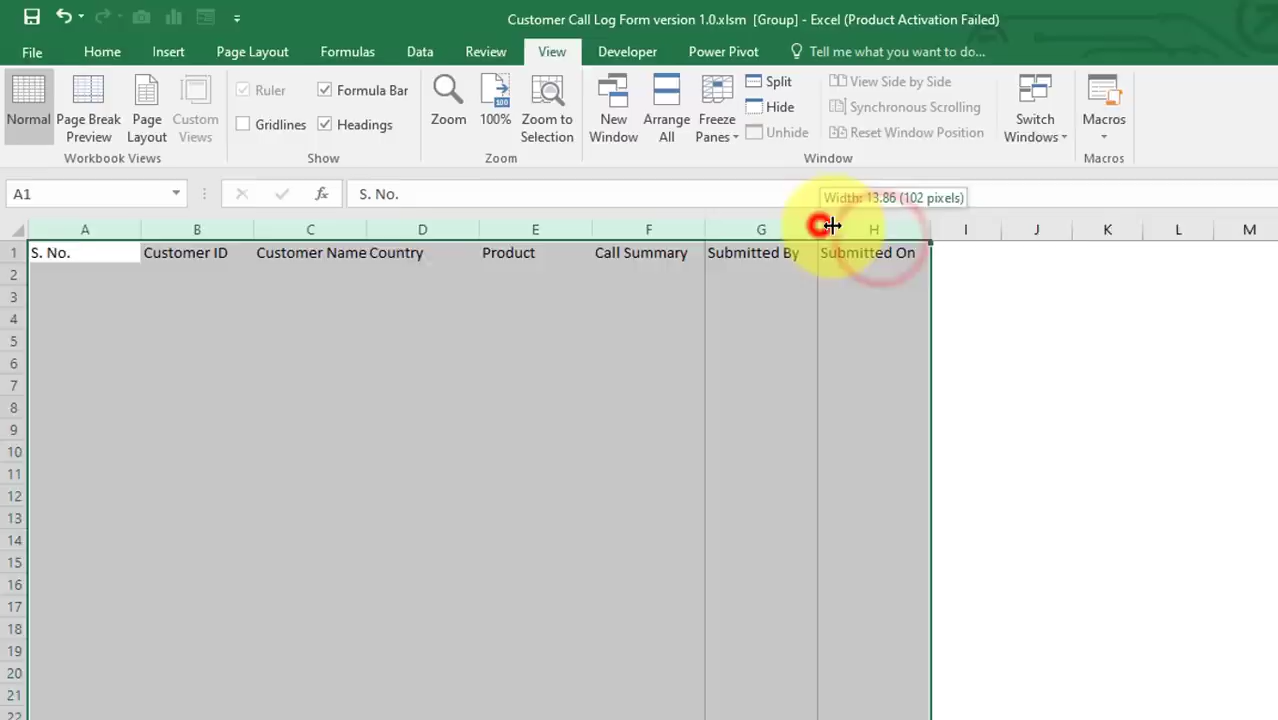 Customer Call Log Form version 1.0.xlsm [Group] - Excel (Product Activation Failed)
File Home Insert Page Layout Formulas Data Review View Developer Power Pivot Tell me what you want to do...
Normal
Page Break Preview
Page Layout
Custom Views
Workbook Views
Ruler
Formula Bar
Gridlines
Headings
Show
Zoom
100
100%
Zoom to Selection
Zoom
New Window
Arrange All
Freeze Panes
Split
Hide
Unhide
View Side by Side
Synchronous Scrolling
Reset Window Position
Window
Switch Windows
Macros
Macros
A1 fx S. No.
Width: 13.86 (102 pixels)
A B C D E F G H I J K L M
1 S. No. Customer ID Customer Name Country Product Call Summary Submitted By Submitted On
2
3
4
5
6
7
8
9
10
11
12
13
14
15
16
17
18
19
20
21
22